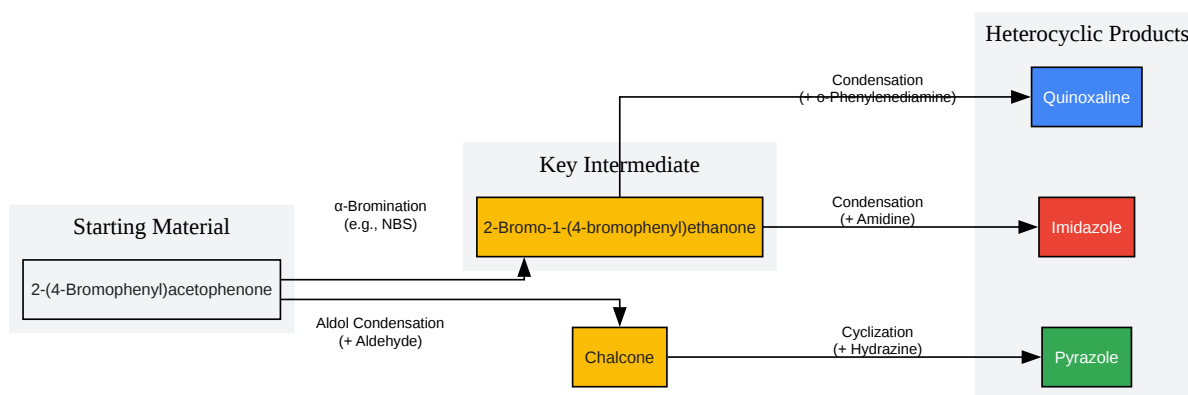 Heterocyclic Products
Condensation
(+ o-Phenylenediamine)
Quinoxaline
Key Intermediate
α-Bromination
(e.g., NBS)
2-Bromo-1-(4-bromophenyl)ethanone
Condensation
(+ Amidine)
Imidazole
Starting Material
2-(4-Bromophenyl)acetophenone
Aldol Condensation
(+ Aldehyde)
Chalcone
Cyclization
(+ Hydrazine)
Pyrazole